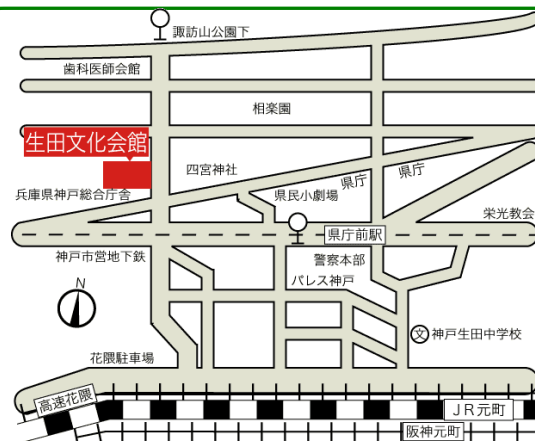 諏訪山公園下
歯科医師会館
相楽園
生田文化会館
四宮神社
県庁
県庁
兵庫県神戸総合庁舎
県民小劇場
栄光教会
県庁前駅
神戸市営地下鉄
警察本部
パレス神戸
N
文
神戸生田中学校
花隈駐車場
高速花隈
JR元町
阪神元町